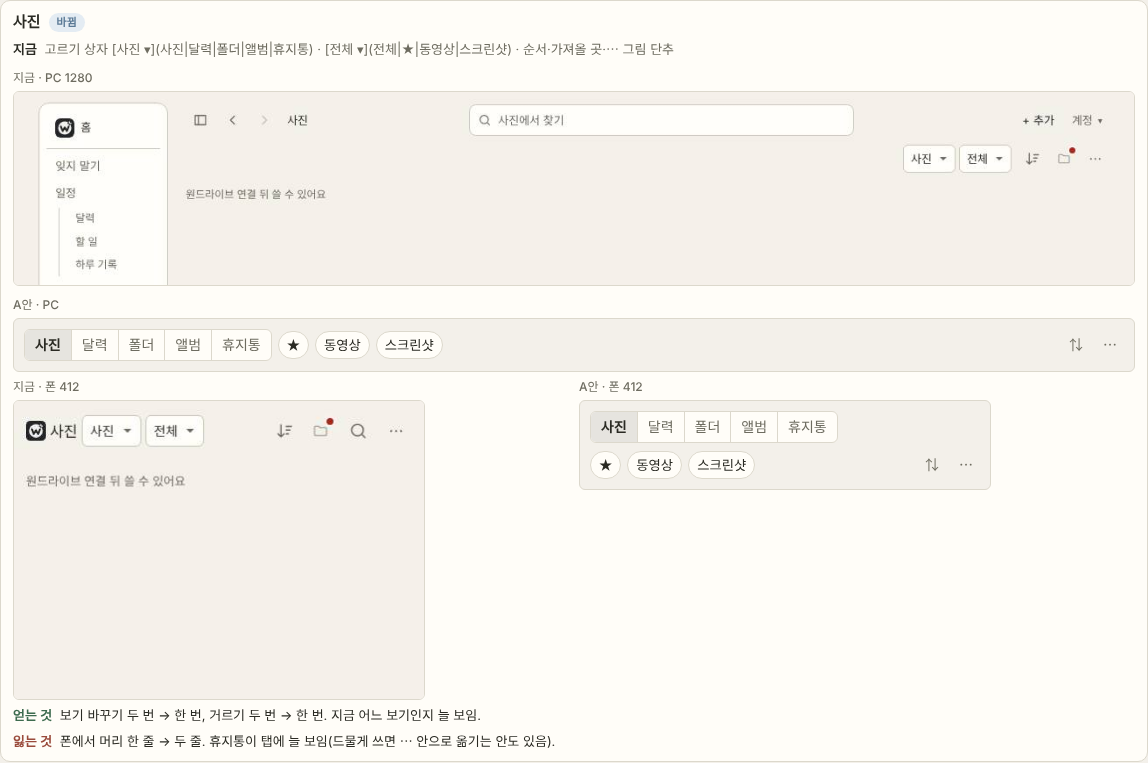 사진 바뀜
지금 고르기 상자 [사진 ▾](사진|달력|폴더|앨범|휴지통) · [전체 ▾](전체|★|동영상|스크린샷) · 순서·가져올 곳·⋯ 그림 단추
지금 · PC 1280
홈
사진
사진에서 찾기
+ 추가 계정 ▾
잊지 말기
사진 전체
일정
원드라이브 연결 뒤 쓸 수 있어요
달력
할 일
하루 기록
A안 · PC
사진 달력 폴더 앨범 휴지통 ★ 동영상 스크린샷 ⋯
지금 · 폰 412
사진 사진 전체 ⋯
원드라이브 연결 뒤 쓸 수 있어요
A안 · 폰 412
사진 달력 폴더 앨범 휴지통
★ 동영상 스크린샷 ⋯
얻는 것 보기 바꾸기 두 번 → 한 번, 거르기 두 번 → 한 번. 지금 어느 보기인지 늘 보임.
잃는 것 폰에서 머리 한 줄 → 두 줄. 휴지통이 탭에 늘 보임(드물게 쓰면 ⋯ 안으로 옮기는 안도 있음).